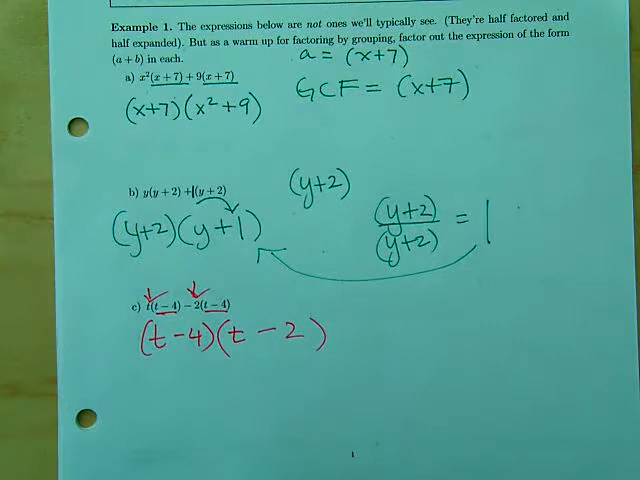 Example 1. The expressions below are not ones we'll typically see. (They're half factored and
half expanded). But as a warm up for factoring by grouping, factor out the expression of the form
(a + b) in each.
a = (x+7)
a) x²(x + 7) + 9(x + 7)
GCF = (x+7)
(x+7)(x²+9)
b) y(y + 2) + 1(y + 2)
(y+2)
(y+2)(y+1)
(y+2)/(y+2) = 1
c) t(t − 4) − 2(t − 4)
(t-4)(t-2)
1